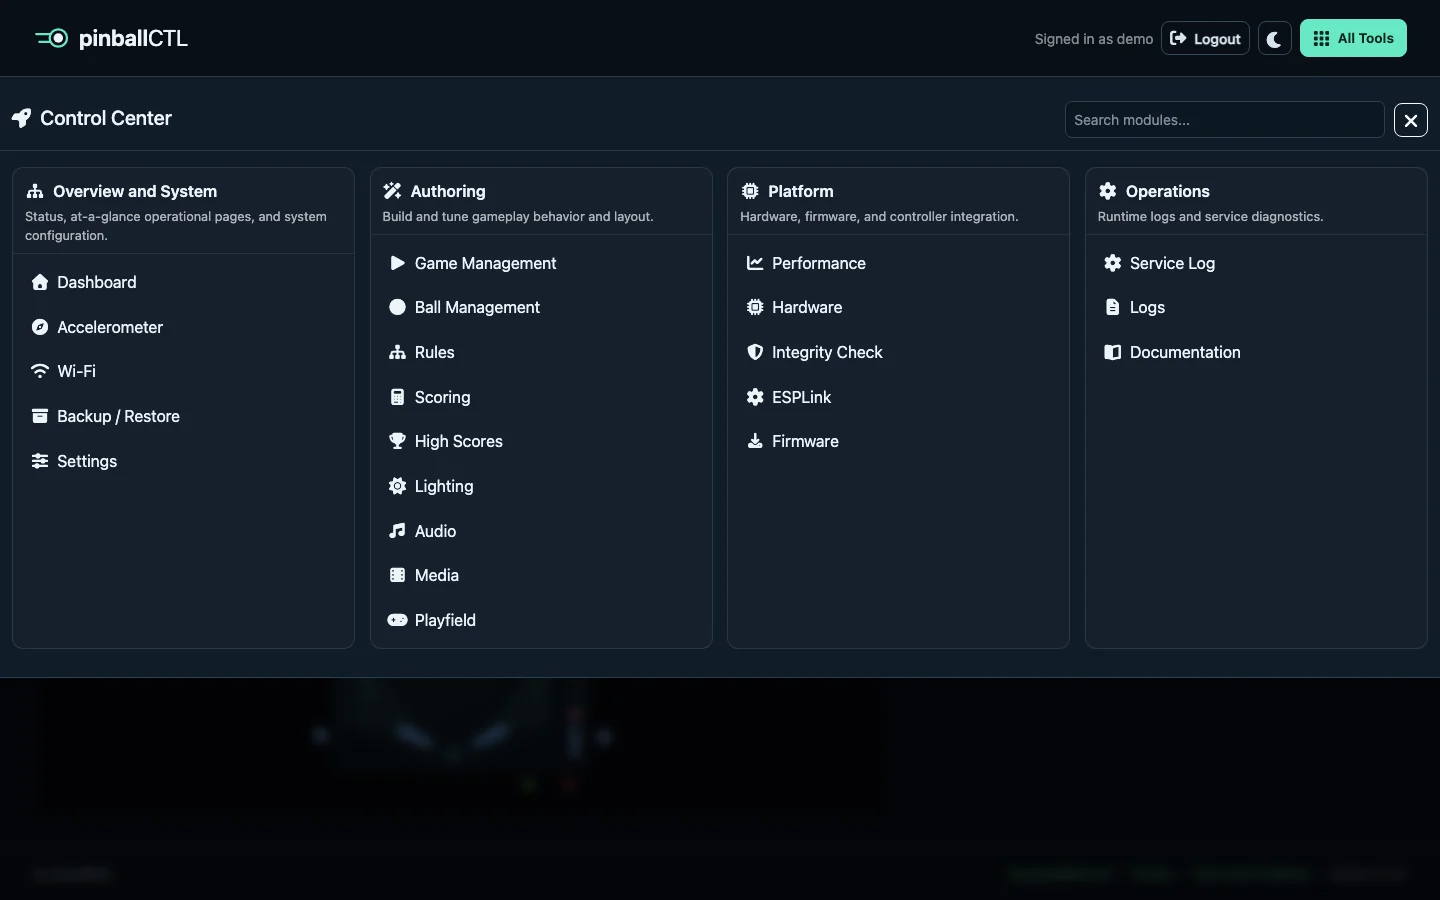 pinballCTL
Signed in as demo
Logout
All Tools
Control Center
Search modules...
Overview and System
Status, at-a-glance operational pages, and system
configuration.
Dashboard
Accelerometer
Wi-Fi
Backup / Restore
Settings
Authoring
Build and tune gameplay behavior and layout.
Game Management
Ball Management
Rules
Scoring
High Scores
Lighting
Audio
Media
Playfield
Platform
Hardware, firmware, and controller integration.
Performance
Hardware
Integrity Check
ESPLink
Firmware
Operations
Runtime logs and service diagnostics.
Service Log
Logs
Documentation